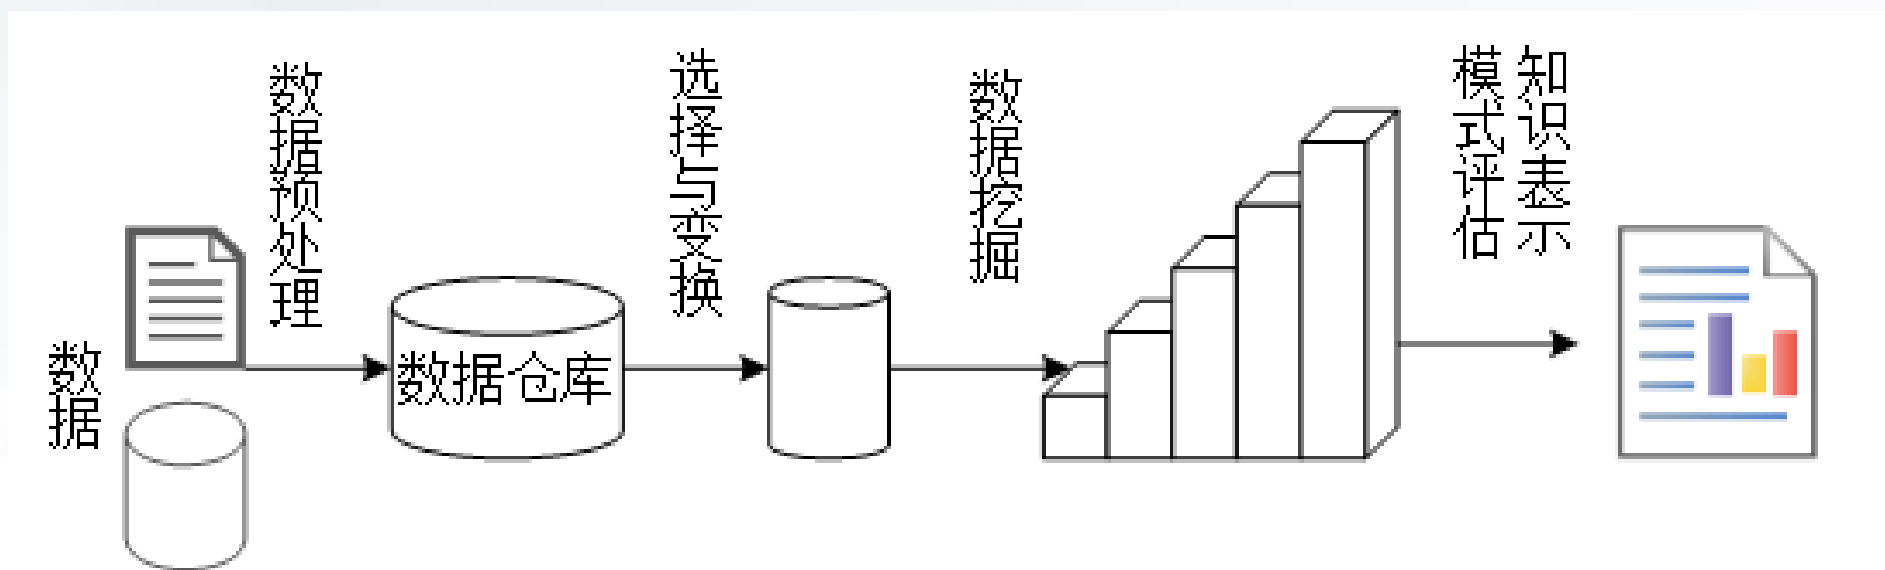 数据
数据预处理
数据仓库
选择与变换
数据挖掘
模式评估
知识表示